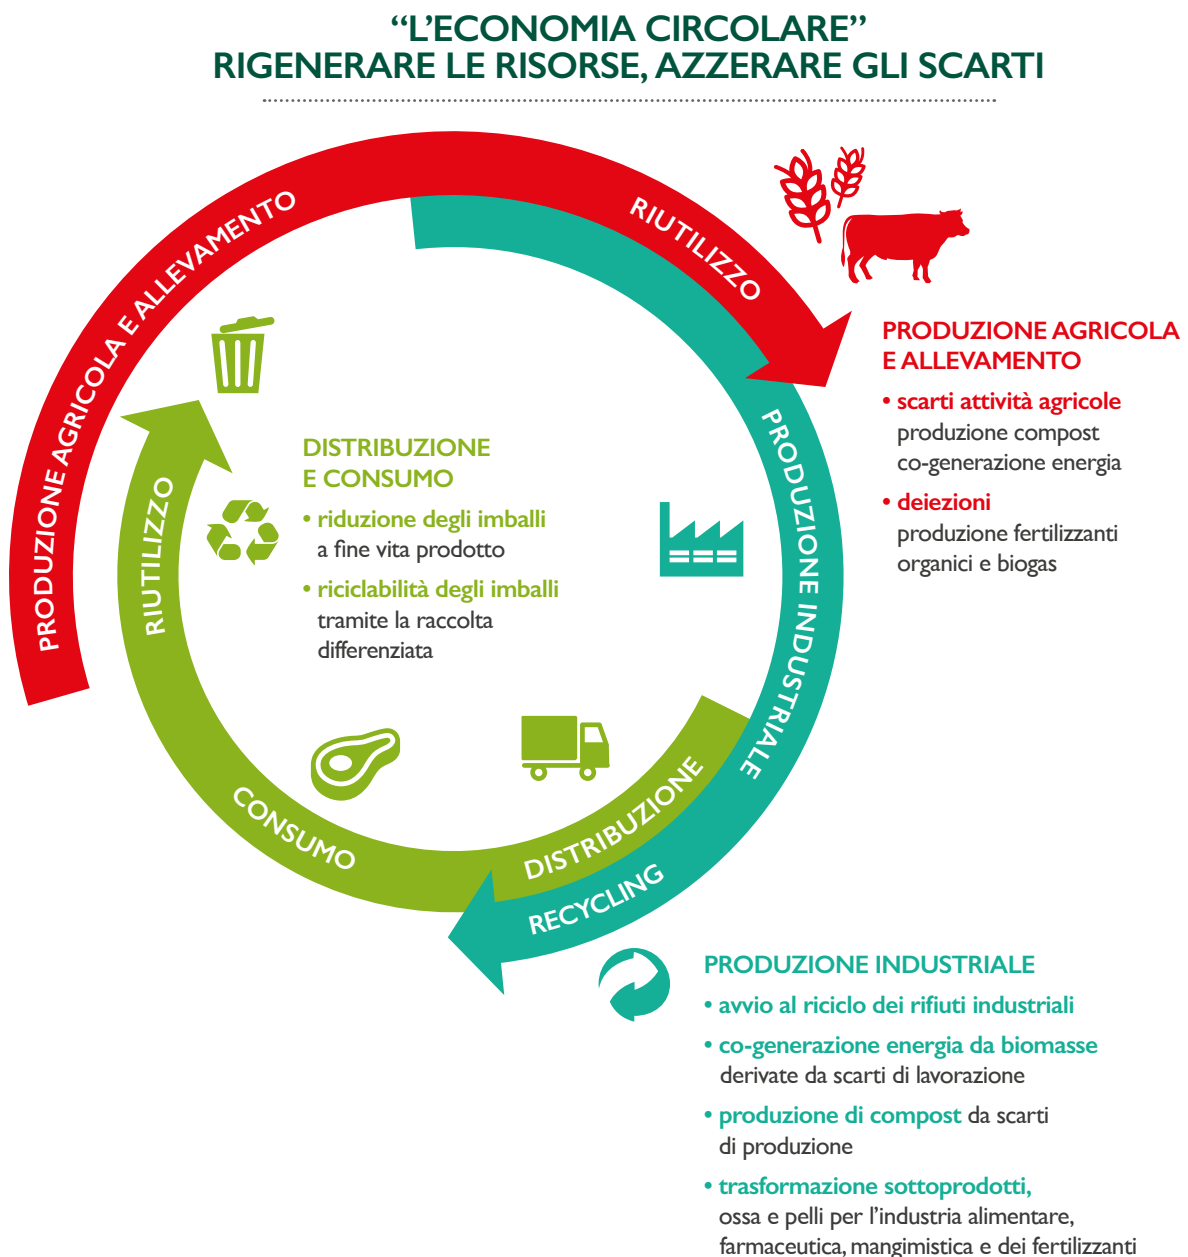 “L’ECONOMIA CIRCOLARE”
RIGENERARE LE RISORSE, AZZERARE GLI SCARTI
PRODUZIONE AGRICOLA E ALLEVAMENTO
RIUTILIZZO
PRODUZIONE AGRICOLA
E ALLEVAMENTO
• scarti attività agricole
produzione compost
co-generazione energia
• deiezioni
produzione fertilizzanti
organici e biogas
DISTRIBUZIONE
E CONSUMO
• riduzione degli imballi
a fine vita prodotto
• riciclabilità degli imballi
tramite la raccolta
differenziata
RIUTILIZZO
CONSUMO
DISTRIBUZIONE
PRODUZIONE INDUSTRIALE
RECYCLING
PRODUZIONE INDUSTRIALE
• avvio al riciclo dei rifiuti industriali
• co-generazione energia da biomasse
derivate da scarti di lavorazione
• produzione di compost da scarti
di produzione
• trasformazione sottoprodotti,
ossa e pelli per l’industria alimentare,
farmaceutica, mangimistica e dei fertilizzanti